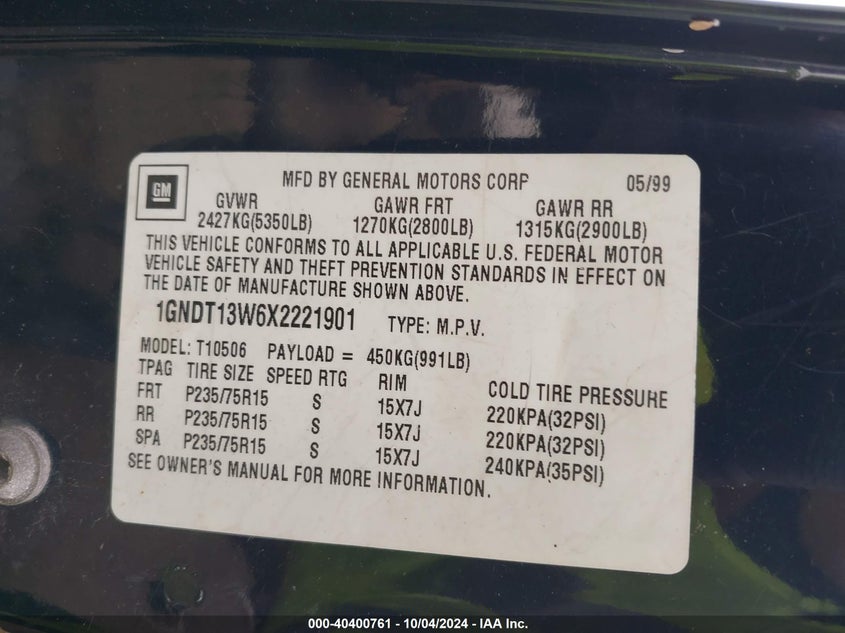 GM
MFD BY GENERAL MOTORS CORP 05/99
GVWR GAWR FRT GAWR RR
2427KG(5350LB) 1270KG(2800LB) 1315KG(2900LB)
THIS VEHICLE CONFORMS TO ALL APPLICABLE U.S. FEDERAL MOTOR
VEHICLE SAFETY AND THEFT PREVENTION STANDARDS IN EFFECT ON
THE DATE OF MANUFACTURE SHOWN ABOVE.
1GNDT13W6X2221901 TYPE: M.P.V.
MODEL: T10506 PAYLOAD = 450KG(991LB)
TPAG TIRE SIZE SPEED RTG RIM COLD TIRE PRESSURE
FRT P235/75R15 S 15X7J 220KPA(32PSI)
RR P235/75R15 S 15X7J 220KPA(32PSI)
SPA P235/75R15 S 15X7J 240KPA(35PSI)
SEE OWNER'S MANUAL FOR MORE INFORMATION.
000-40400761 - 10/04/2024 - IAA Inc.